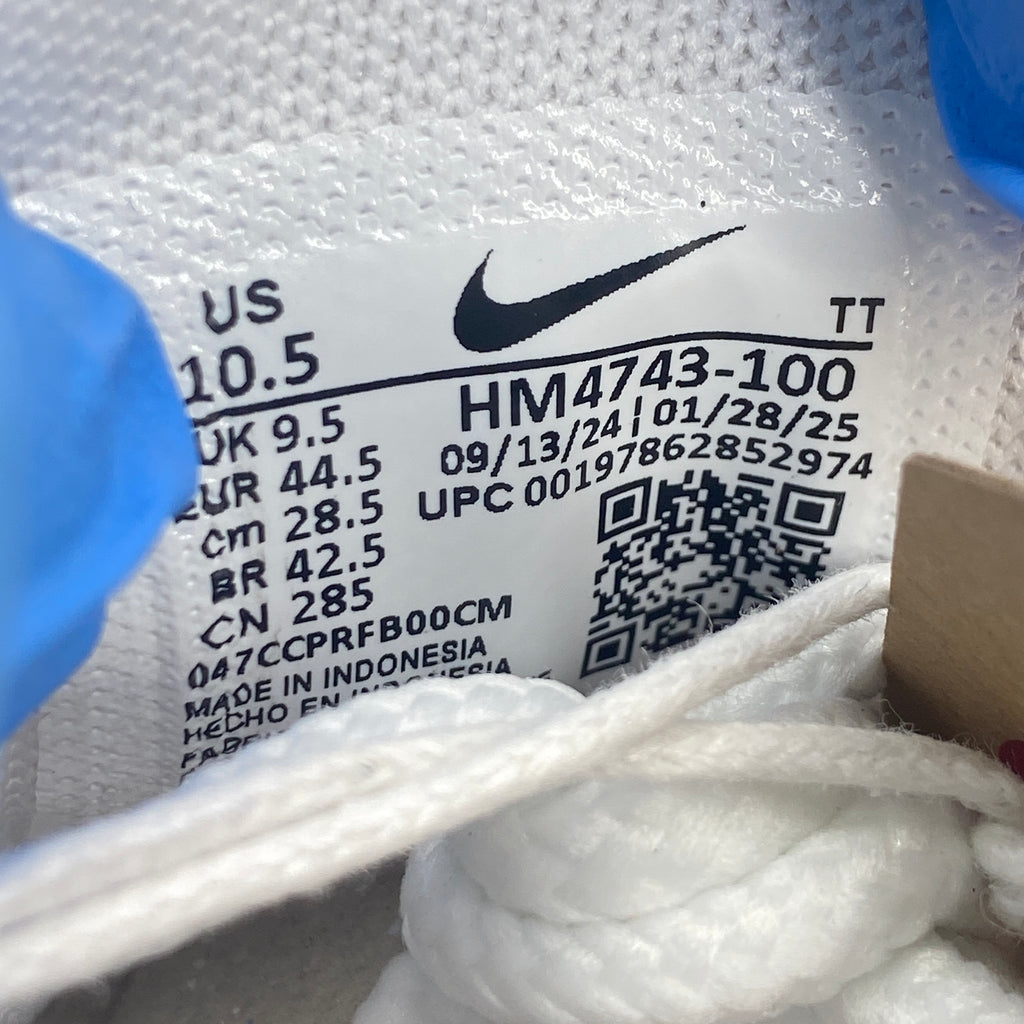 US
10.5
UK 9.5
EUR 44.5
cm 28.5
BR 42.5
CN 285
047CCPRFB00CM
MADE IN INDONESIA
HECHO EN INDONESIA
TT
HM4743-100
09/13/24 | 01/28/25
UPC 00197862852974